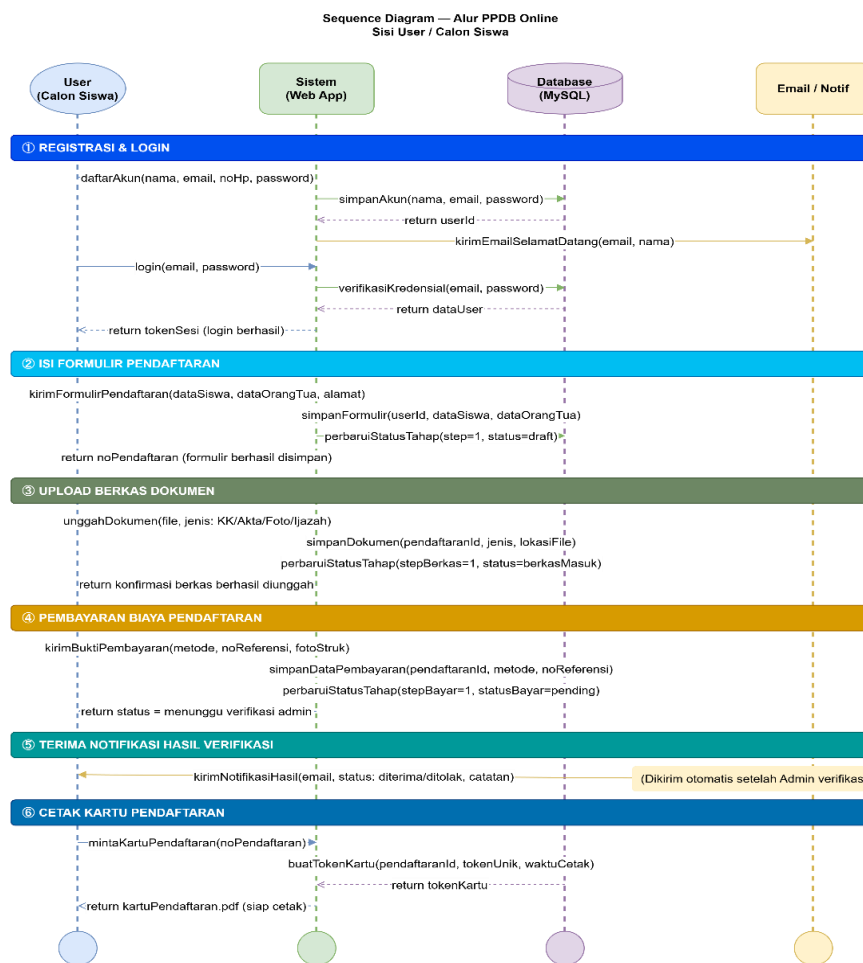 Sequence Diagram — Alur PPDB Online
Sisi User / Calon Siswa
User
(Calon Siswa)
Sistem
(Web App)
Database
(MySQL)
Email / Notif
① REGISTRASI & LOGIN
daftarAkun(nama, email, noHp, password)
simpanAkun(nama, email, password)
return userId
kirimEmailSelamatDatang(email, nama)
login(email, password)
verifikasiKredensial(email, password)
return dataUser
return tokenSesi (login berhasil)
② ISI FORMULIR PENDAFTARAN
kirimFormulirPendaftaran(dataSiswa, dataOrangTua, alamat)
simpanFormulir(userId, dataSiswa, dataOrangTua)
perbaruiStatusTahap(step=1, status=draft)
return noPendaftaran (formulir berhasil disimpan)
③ UPLOAD BERKAS DOKUMEN
unggahDokumen(file, jenis: KK/Akta/Foto/Ijazah)
simpanDokumen(pendaftaranId, jenis, lokasiFile)
perbaruiStatusTahap(stepBerkas=1, status=berkasMasuk)
return konfirmasi berkas berhasil diunggah
④ PEMBAYARAN BIAYA PENDAFTARAN
kirimBuktiPembayaran(metode, noReferensi, fotoStruk)
simpanDataPembayaran(pendaftaranId, metode, noReferensi)
perbaruiStatusTahap(stepBayar=1, statusBayar=pending)
return status = menunggu verifikasi admin
⑤ TERIMA NOTIFIKASI HASIL VERIFIKASI
kirimNotifikasiHasil(email, status: diterima/ditolak, catatan)
(Dikirim otomatis setelah Admin verifikasi
⑥ CETAK KARTU PENDAFTARAN
mintaKartuPendaftaran(noPendaftaran)
buatTokenKartu(pendaftaranId, tokenUnik, waktuCetak)
return tokenKartu
return kartuPendaftaran.pdf (siap cetak)